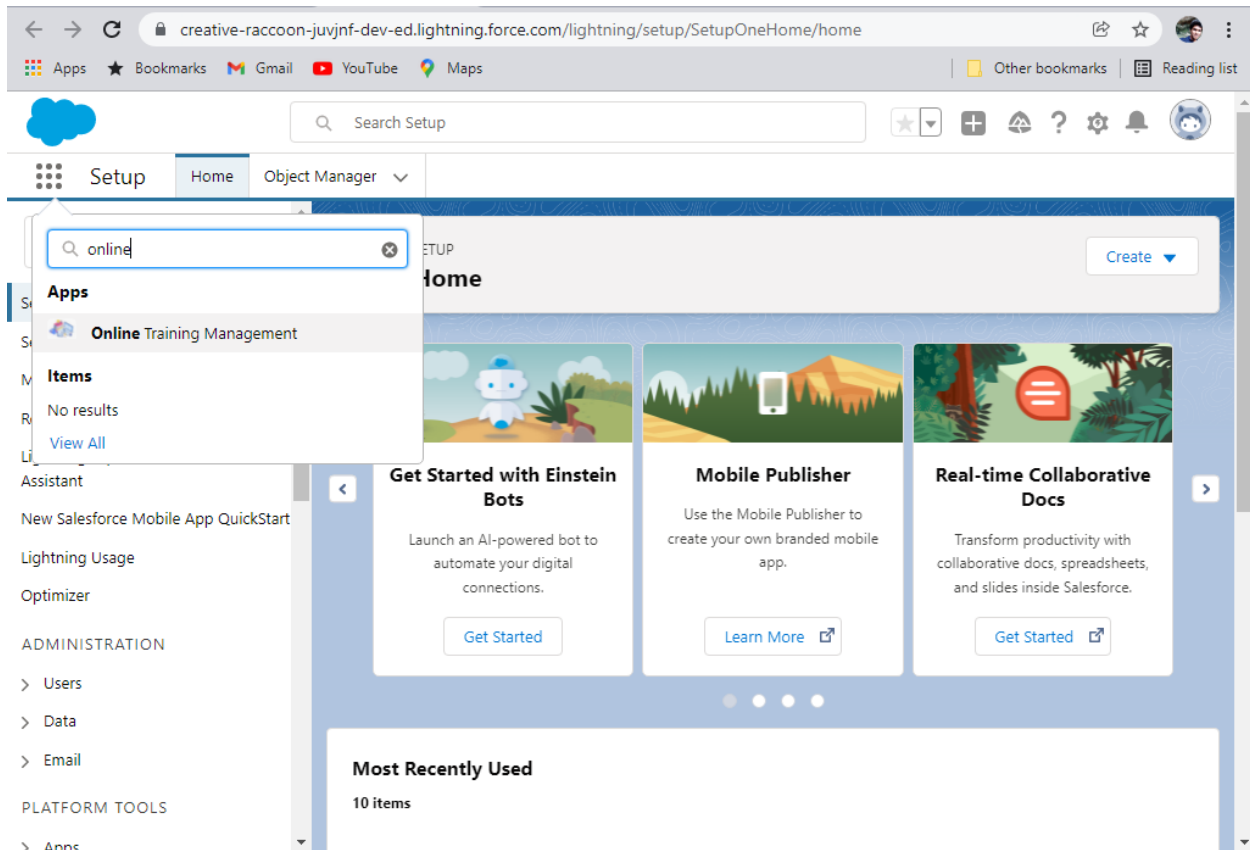 creative-raccoon-juvjnf-dev-ed.lightning.force.com/lightning/setup/SetupOneHome/home
Apps Bookmarks Gmail YouTube Maps Other bookmarks Reading list
Search Setup
Setup Home Object Manager
online
ETUP
Home
Create
Apps
Online Training Management
Items
No results
View All
Assistant
New Salesforce Mobile App QuickStart
Lightning Usage
Optimizer
ADMINISTRATION
Users
Data
Email
PLATFORM TOOLS
Apps
Get Started with Einstein
Bots
Launch an AI-powered bot to
automate your digital
connections.
Get Started
Mobile Publisher
Use the Mobile Publisher to
create your own branded mobile
app.
Learn More
Real-time Collaborative
Docs
Transform productivity with
collaborative docs, spreadsheets,
and slides inside Salesforce.
Get Started
Most Recently Used
10 items